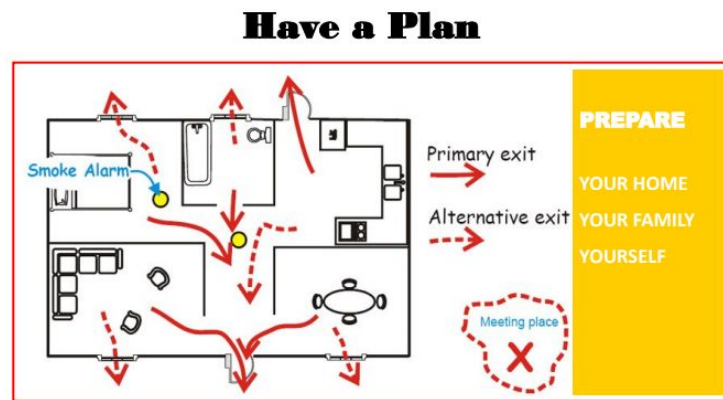 Have a Plan
Smoke Alarm
Primary exit
Alternative exit
Meeting place
PREPARE
YOUR HOME
YOUR FAMILY
YOURSELF